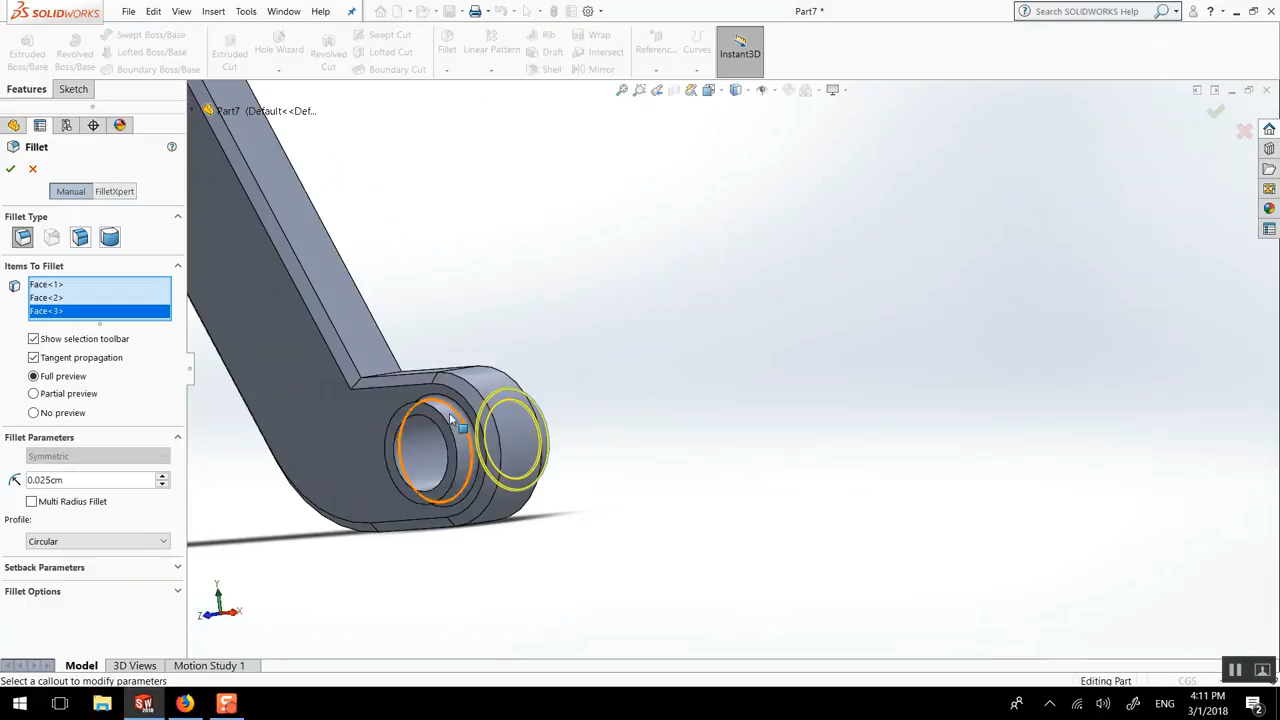 SOLIDWORKS
File
Edit
View
Insert
Tools
Window
Help
Part7 *
Search SOLIDWORKS Help
Extruded
Boss/Base
Revolved
Boss/Base
Swept Boss/Base
Lofted Boss/Base
Boundary Boss/Base
Extruded
Cut
Hole Wizard
Revolved
Cut
Swept Cut
Lofted Cut
Boundary Cut
Fillet
Linear Pattern
Rib
Draft
Shell
Wrap
Intersect
Mirror
Referenc...
Curves
Instant3D
Features
Sketch
Part7 (Default<<Def...
Fillet
Manual
FilletXpert
Fillet Type
Items To Fillet
Face<1>
Face<2>
Face<3>
Show selection toolbar
Tangent propagation
Full preview
Partial preview
No preview
Fillet Parameters
Symmetric
0.025cm
Multi Radius Fillet
Profile:
Circular
Setback Parameters
Fillet Options
Y
Z
X
Model
3D Views
Motion Study 1
Select a callout to modify parameters
Editing Part
CGS
SW
2018
ENG
4:11 PM
3/1/2018
2